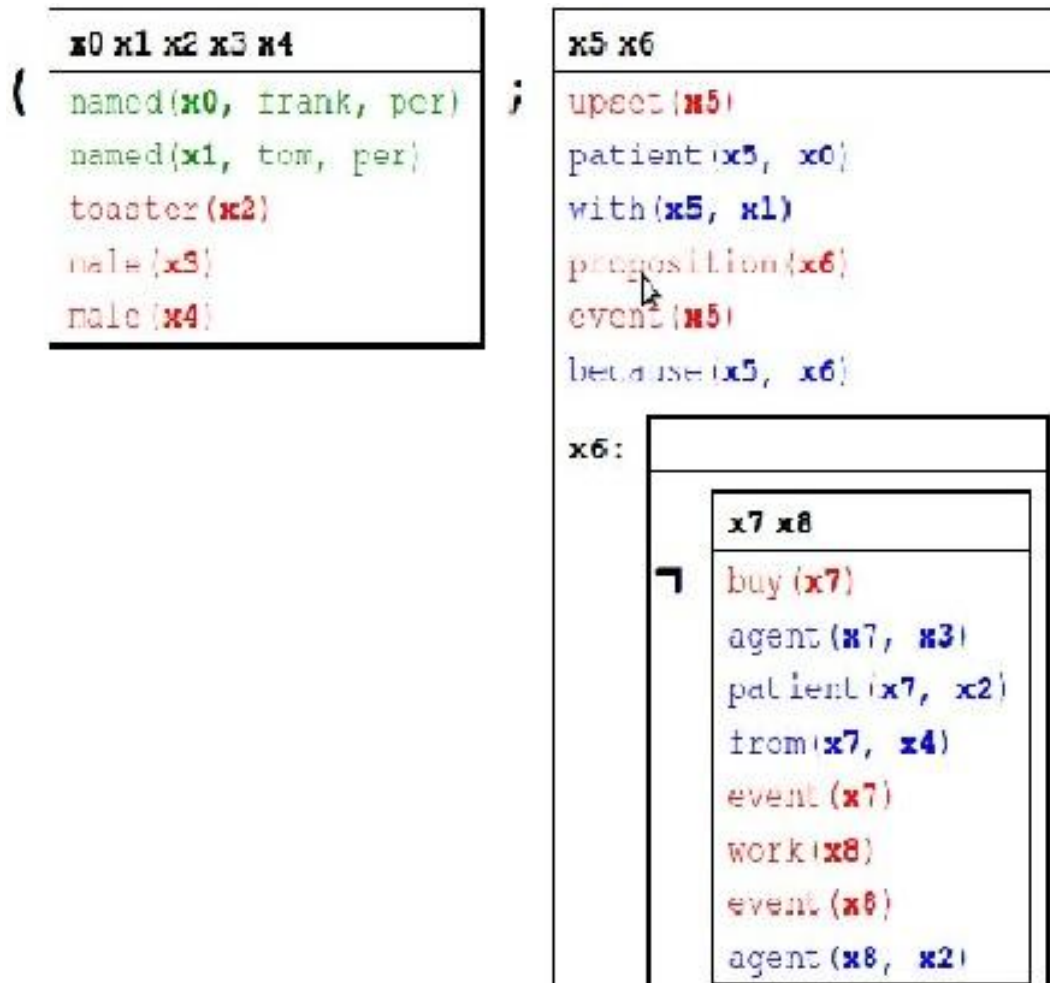 (
x0 x1 x2 x3 x4
named(x0, frank, per)
named(x1, tom, per)
toaster(x2)
male(x3)
male(x4)
;
x5 x6
upset(x5)
patient(x5, x0)
with(x5, x1)
proposition(x6)
event(x5)
because(x5, x6)
x6:
¬
x7 x8
buy(x7)
agent(x7, x3)
patient(x7, x2)
from(x7, x4)
event(x7)
work(x8)
event(x8)
agent(x8, x2)